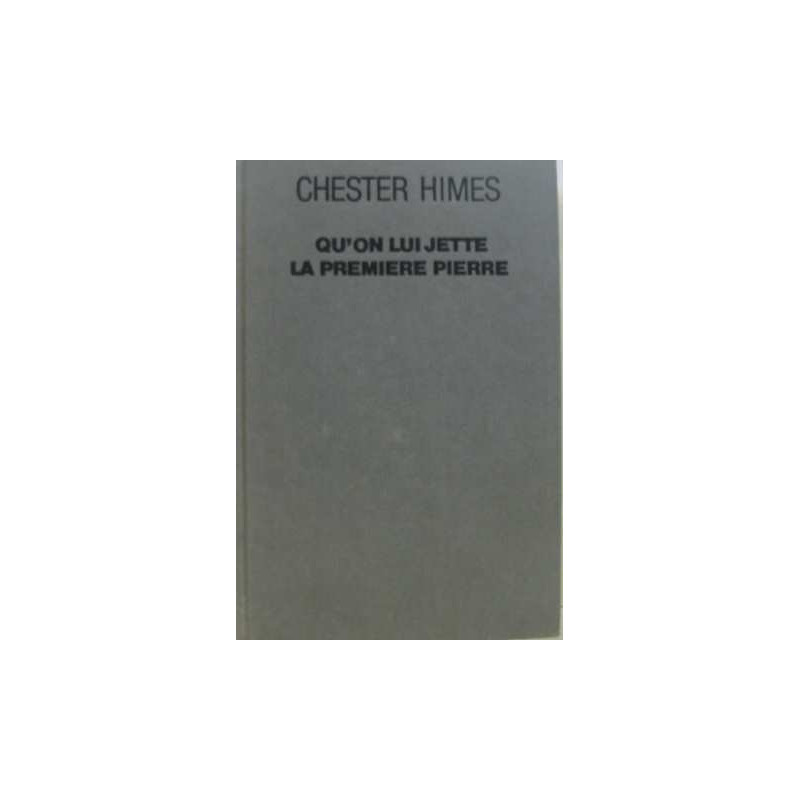 CHESTER HIMES
QU'ON LUI JETTE
LA PREMIERE PIERRE